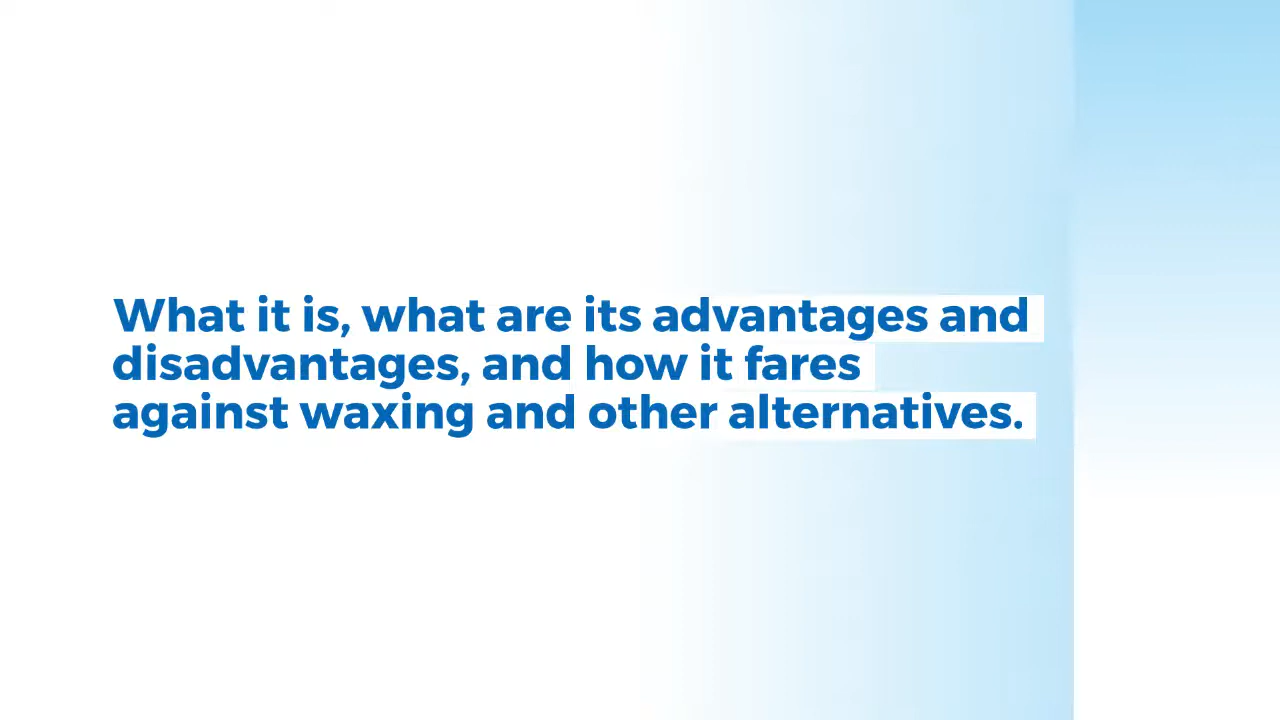 What it is, what are its advantages and
disadvantages, and how it fares
against waxing and other alternatives.